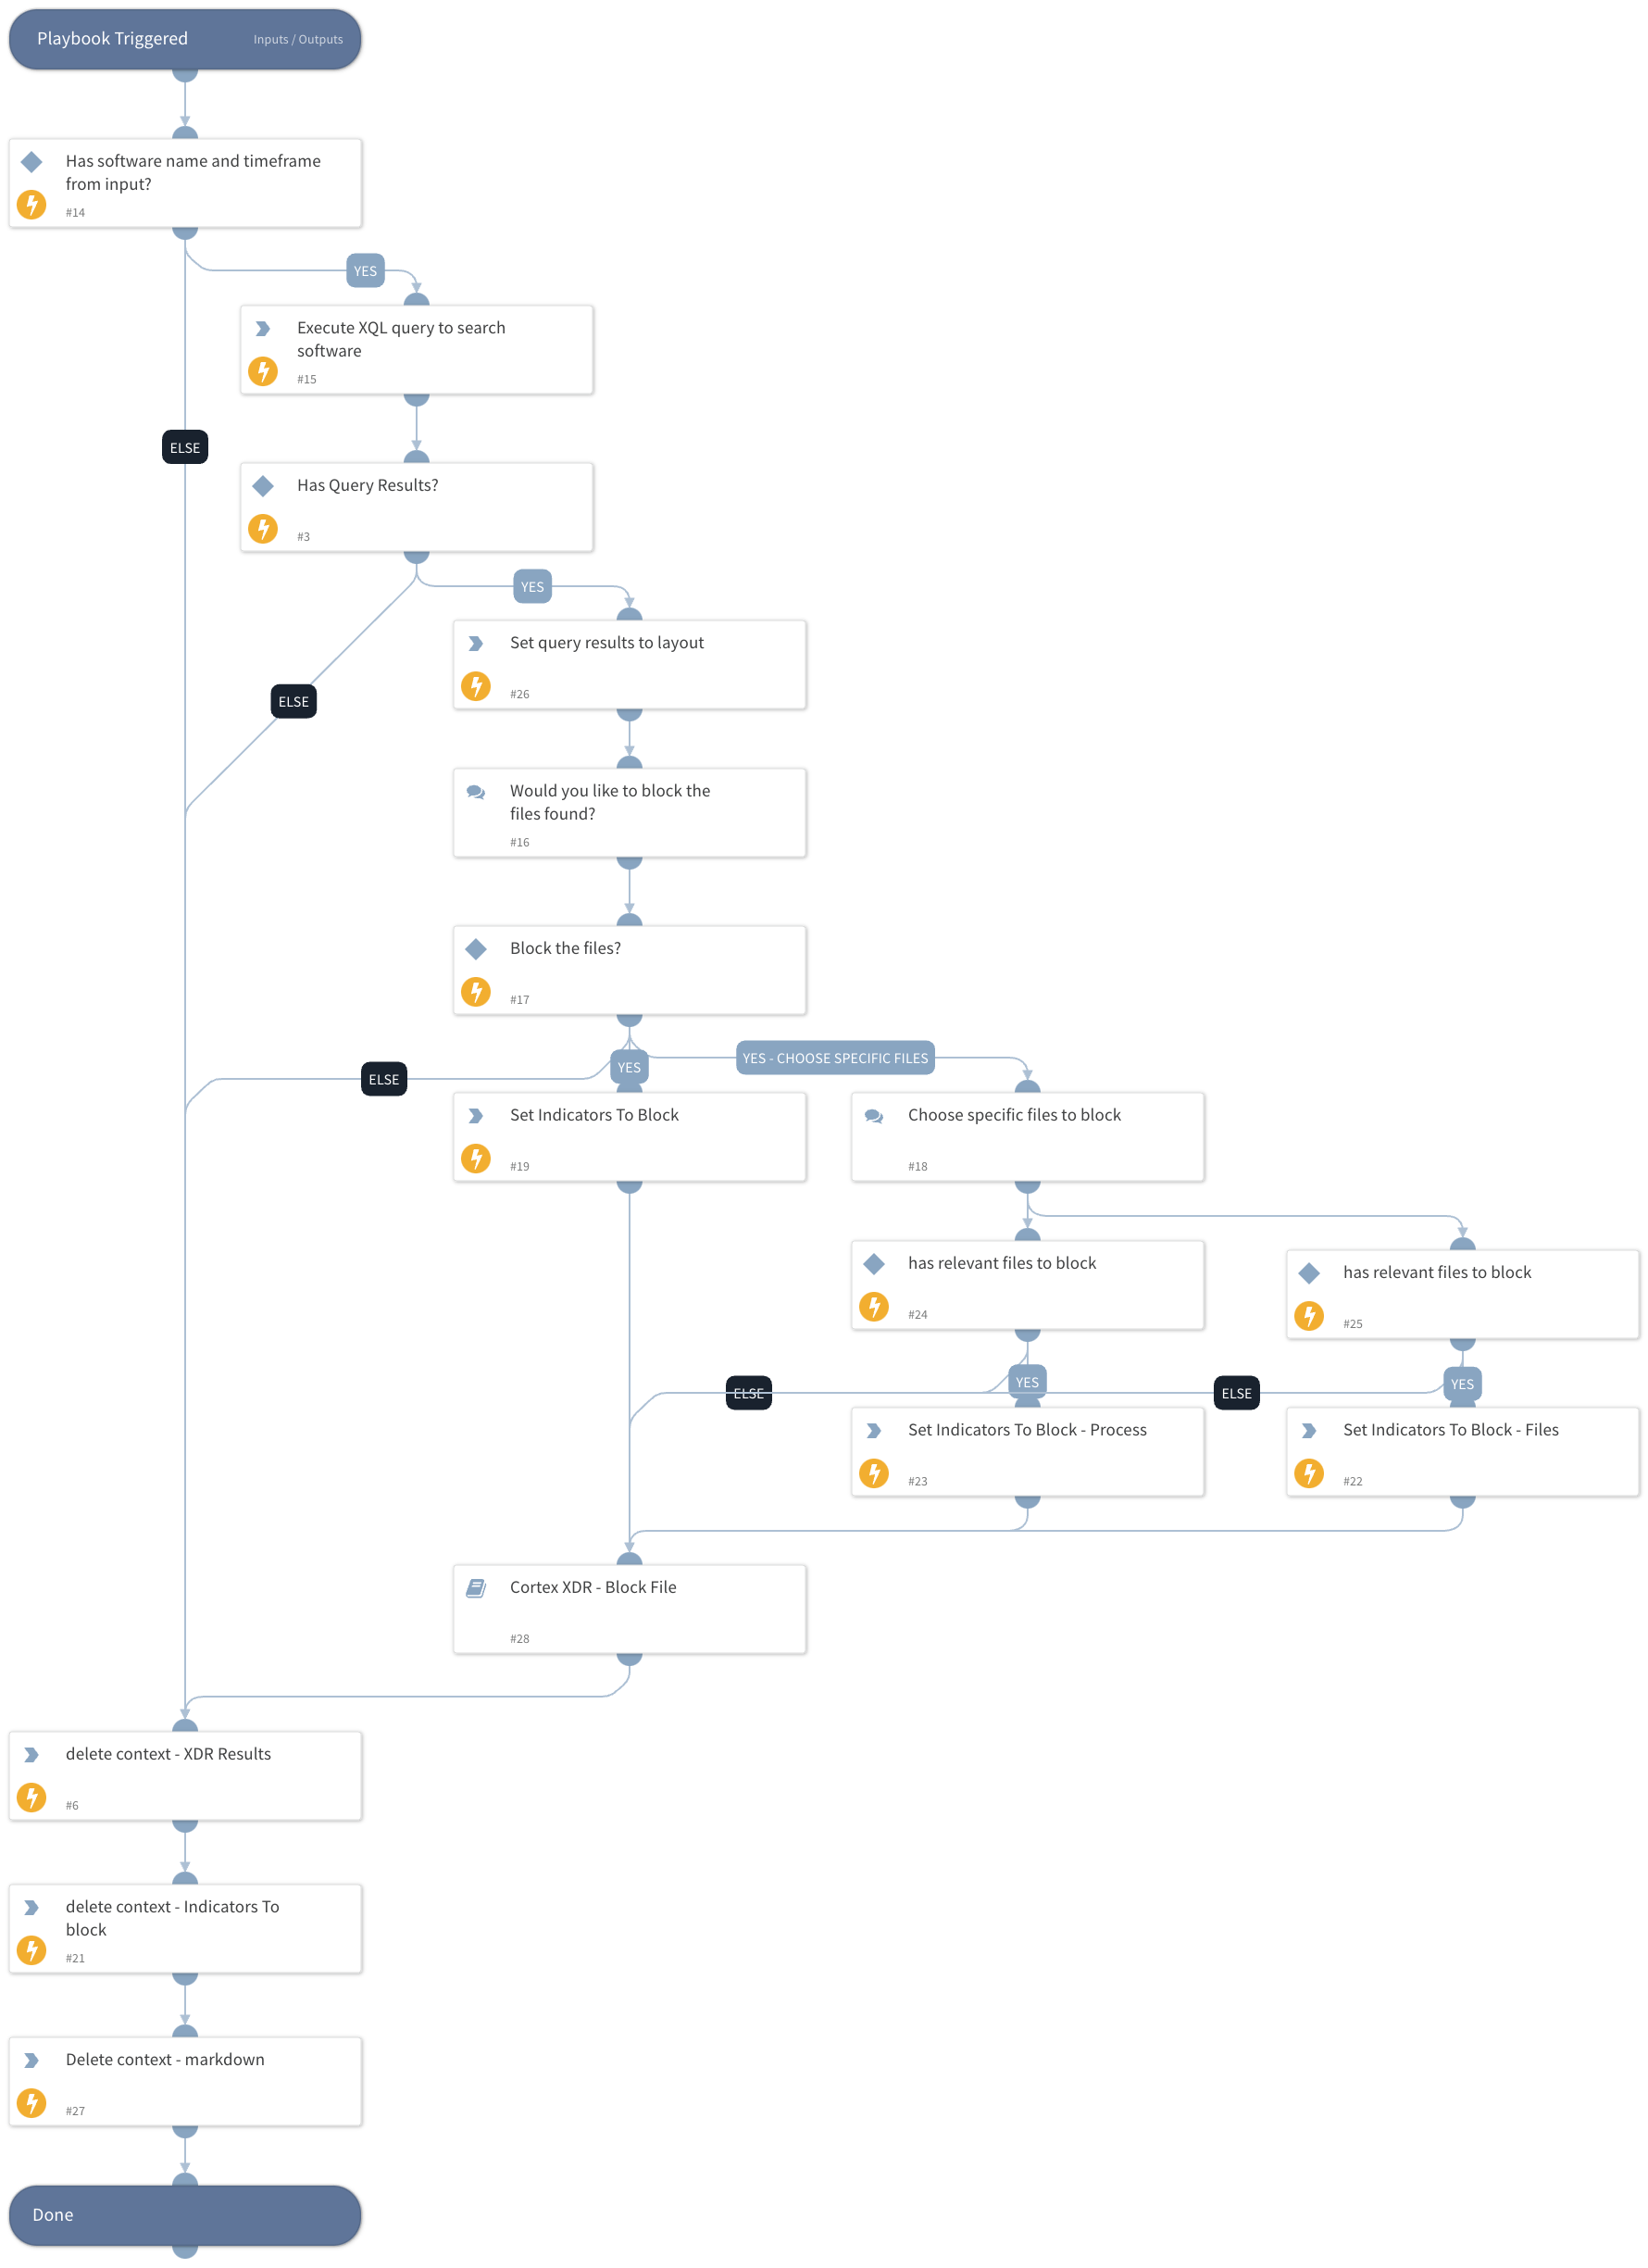 Playbook Triggered
Inputs / Outputs
Has software name and timeframe
from input?
#14
YES
Execute XQL query to search
software
#15
ELSE
Has Query Results?
#3
YES
Set query results to layout
#26
ELSE
Would you like to block the
files found?
#16
Block the files?
#17
YES - CHOOSE SPECIFIC FILES
YES
ELSE
Set Indicators To Block
#19
Choose specific files to block
#18
has relevant files to block
#24
has relevant files to block
#25
YES
YES
ELSE
ELSE
Set Indicators To Block - Process
#23
Set Indicators To Block - Files
#22
Cortex XDR - Block File
#28
delete context - XDR Results
#6
delete context - Indicators To
block
#21
Delete context - markdown
#27
Done